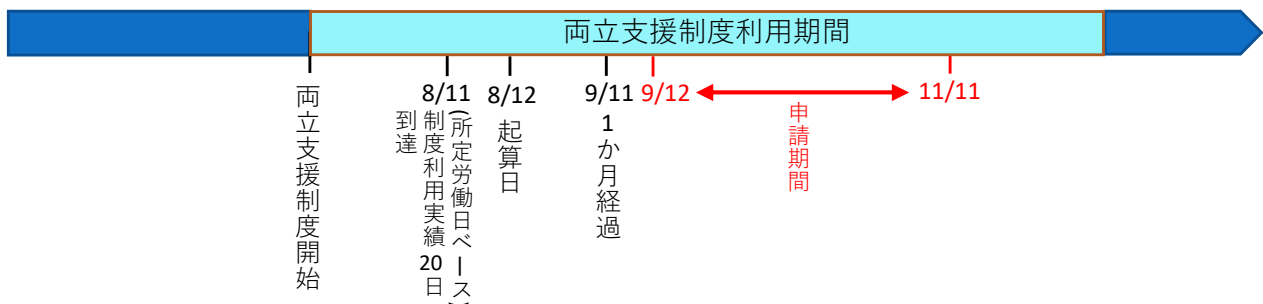 両立支援制度利用期間
両立支援制度開始
8/11
制度利用実績20日
到達
(所定労働日ベース)
8/12
起算日
9/11
1か月経過
9/12
申請期間
11/11